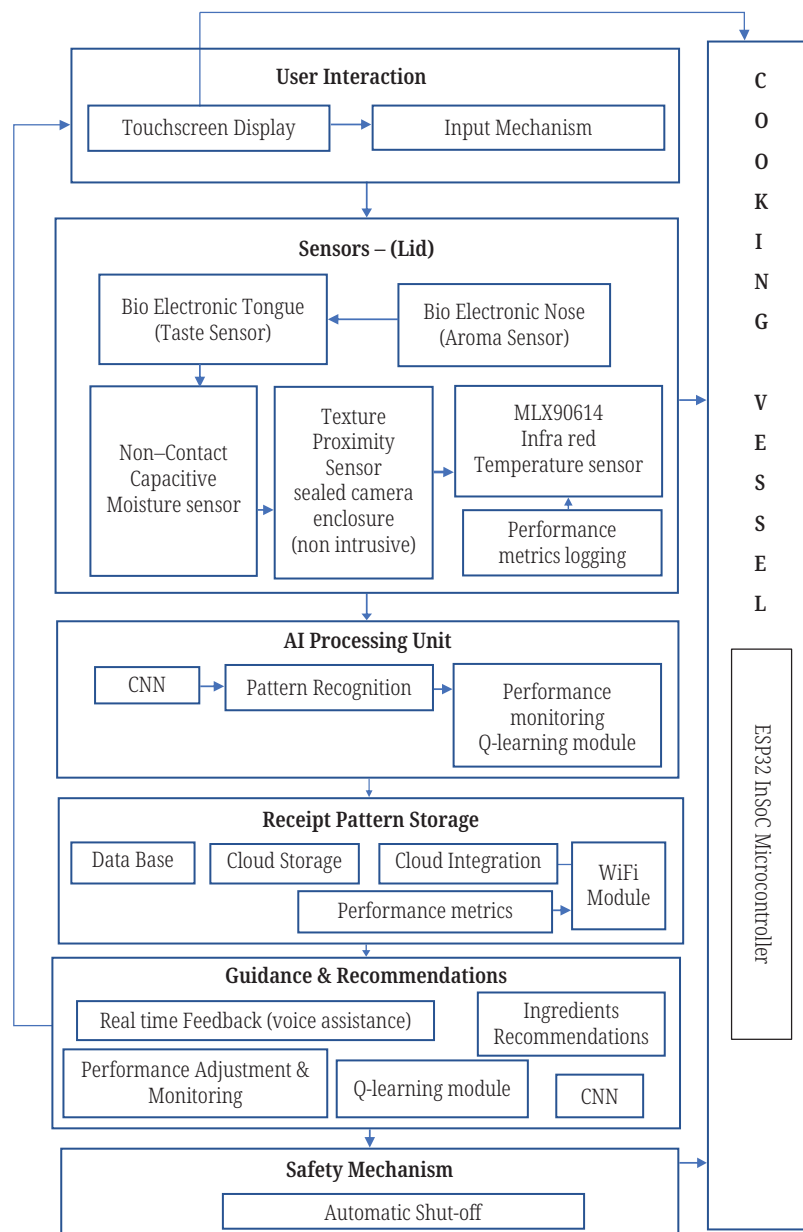 User Interaction
Touchscreen Display
Input Mechanism
Sensors – (Lid)
Bio Electronic Tongue
(Taste Sensor)
Bio Electronic Nose
(Aroma Sensor)
Non–Contact
Capacitive
Moisture sensor
Texture
Proximity
Sensor
sealed camera
enclosure
(non intrusive)
MLX90614
Infra red
Temperature sensor
Performance
metrics logging
AI Processing Unit
CNN
Pattern Recognition
Performance
monitoring
Q-learning module
Receipt Pattern Storage
Data Base
Cloud Storage
Cloud Integration
WiFi
Module
Performance metrics
Guidance & Recommendations
Real time Feedback (voice assistance)
Ingredients
Recommendations
Performance Adjustment &
Monitoring
Q-learning module
CNN
Safety Mechanism
Automatic Shut-off
COOKING VESSEL
ESP32 InSoC Microcontroller